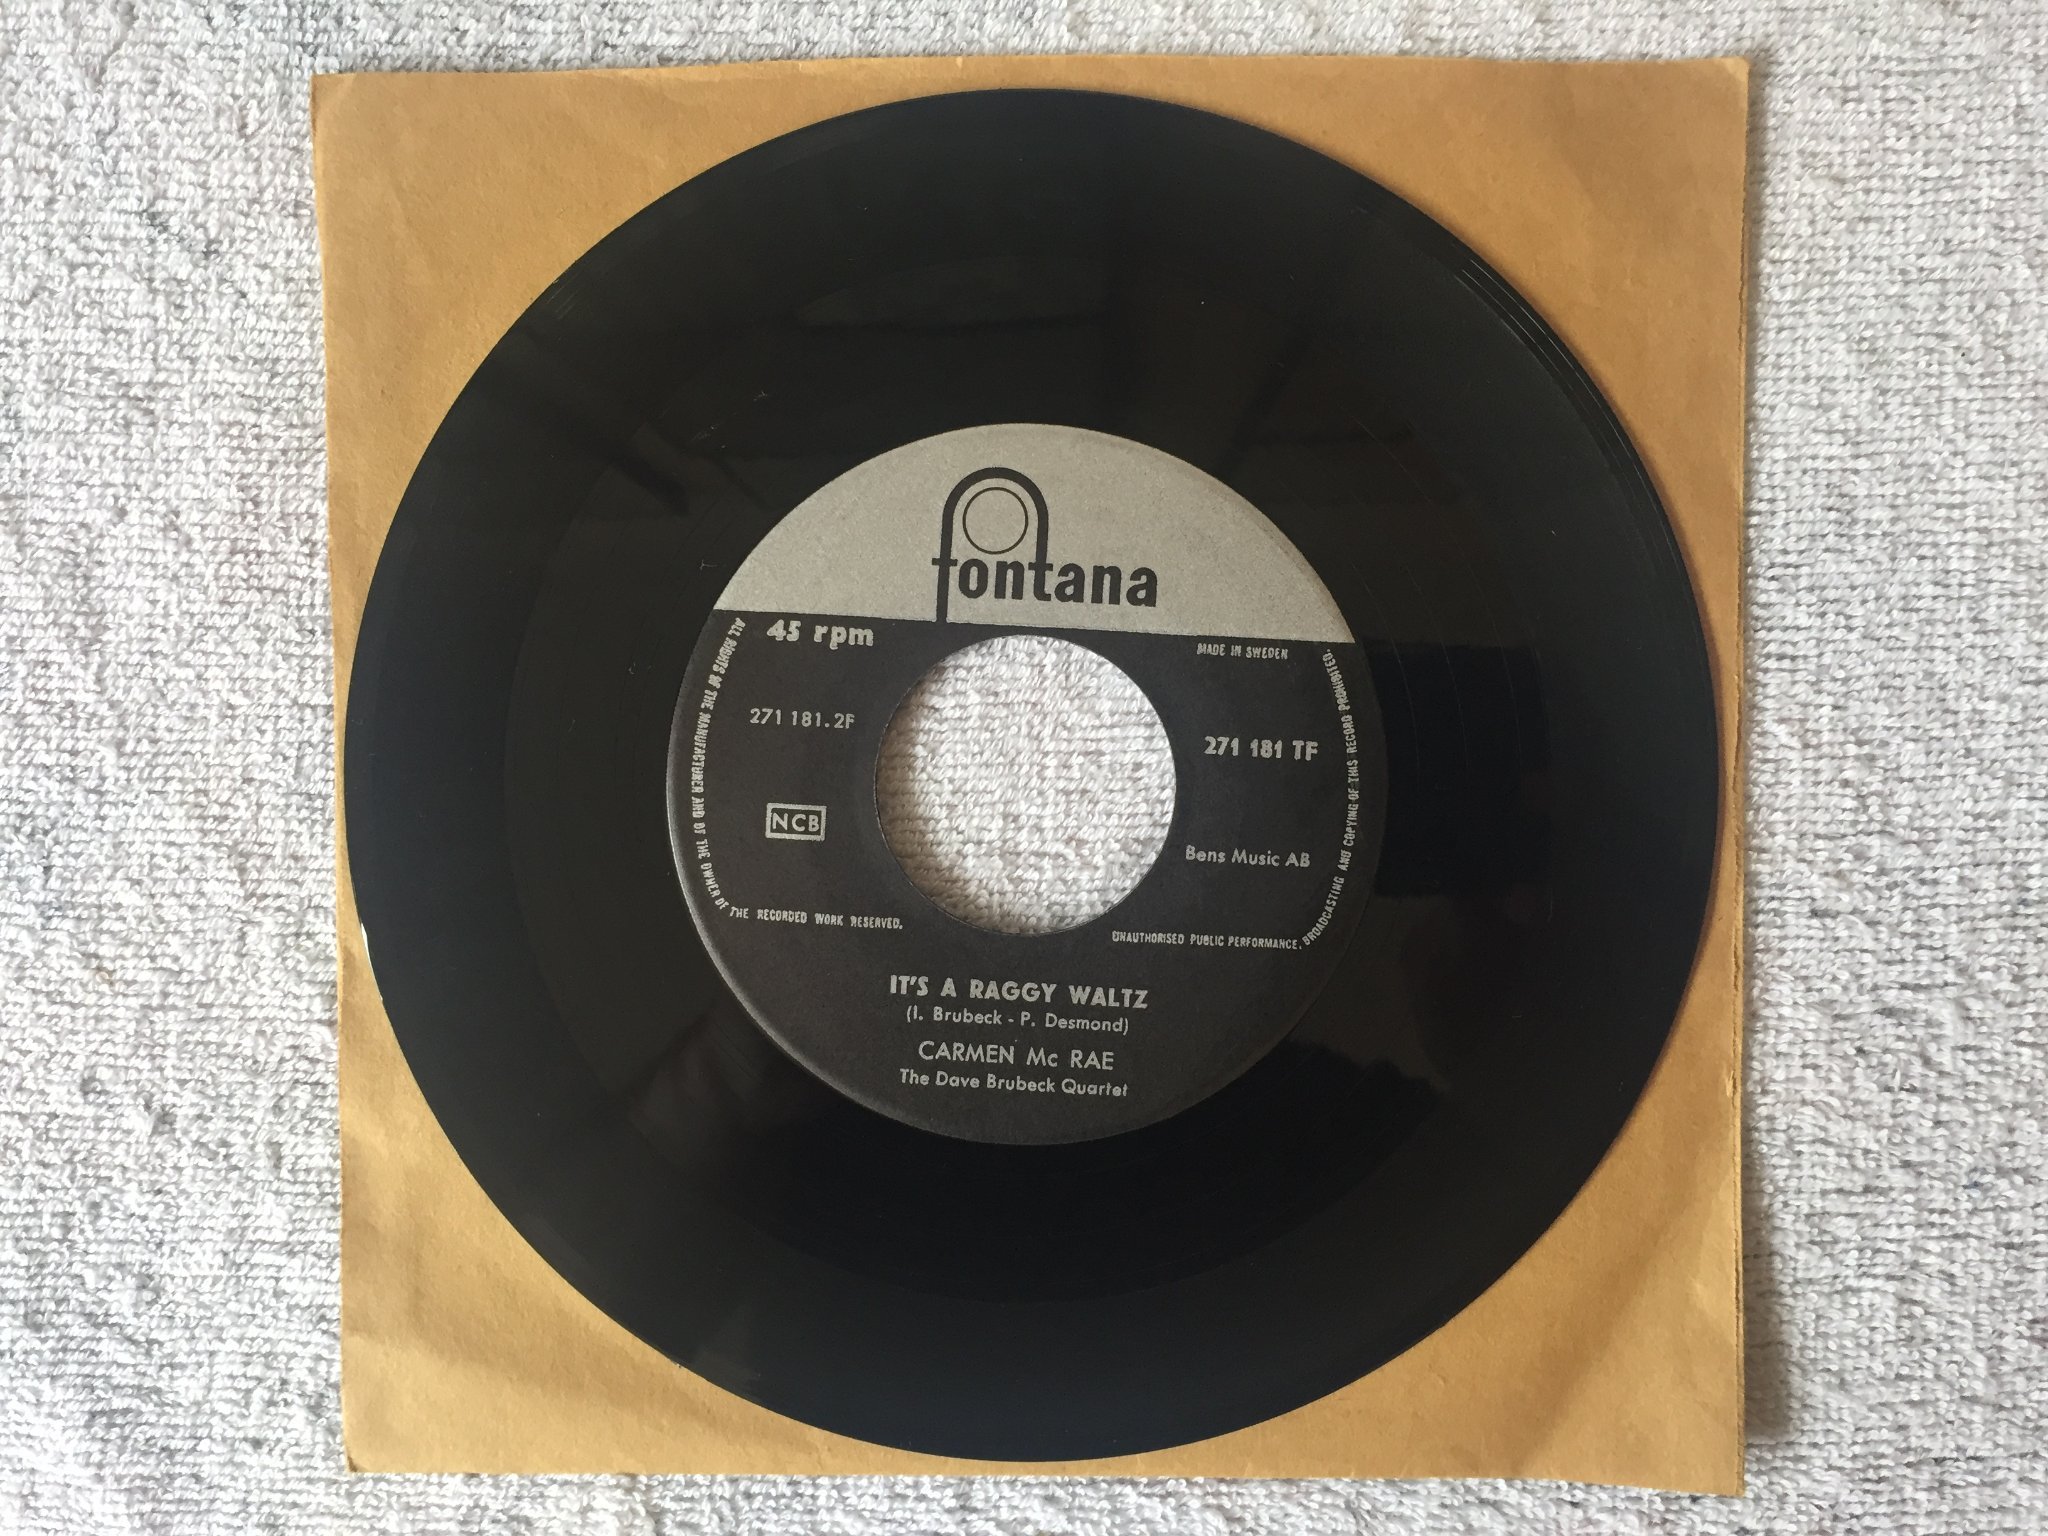 fontana
45 rpm
MADE IN SWEDEN
271 181.2F
271 181 TF
NCB
Bens Music AB
ALL RIGHTS OF THE MANUFACTURER AND OF THE OWNER OF THE RECORDED WORK RESERVED.
UNAUTHORISED PUBLIC PERFORMANCE, BROADCASTING AND COPYING OF THIS RECORD PROHIBITED.
IT'S A RAGGY WALTZ
(I. Brubeck - P. Desmond)
CARMEN Mc RAE
The Dave Brubeck Quartet